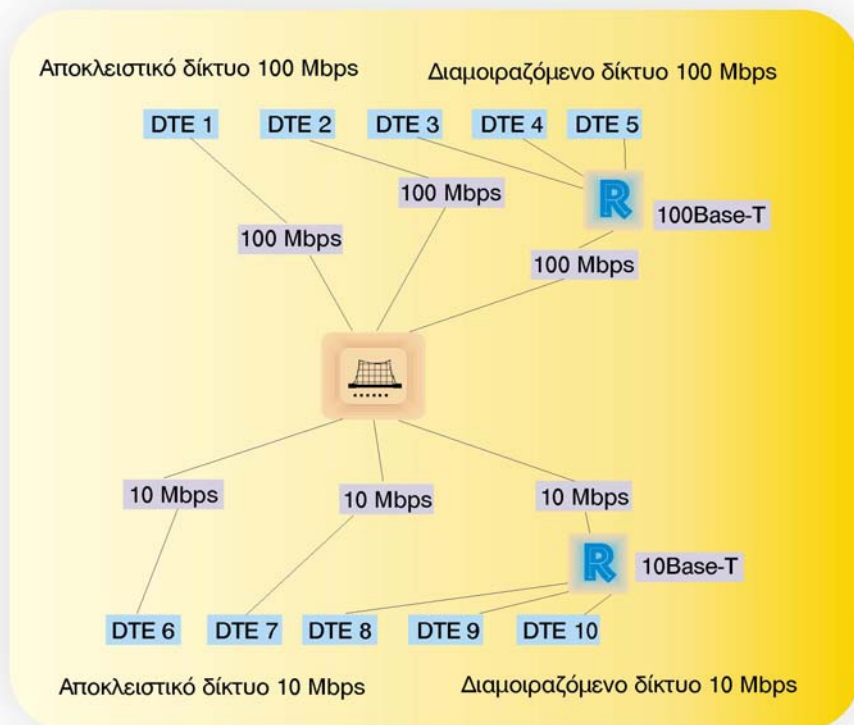 Αποκλειστικό δίκτυο 100 Mbps
Διαμοιραζόμενο δίκτυο 100 Mbps
DTE 1
DTE 2
DTE 3
DTE 4
DTE 5
100 Mbps
R
100Base-T
100 Mbps
100 Mbps
10 Mbps
10 Mbps
10 Mbps
R
10Base-T
DTE 6
DTE 7
DTE 8
DTE 9
DTE 10
Αποκλειστικό δίκτυο 10 Mbps
Διαμοιραζόμενο δίκτυο 10 Mbps